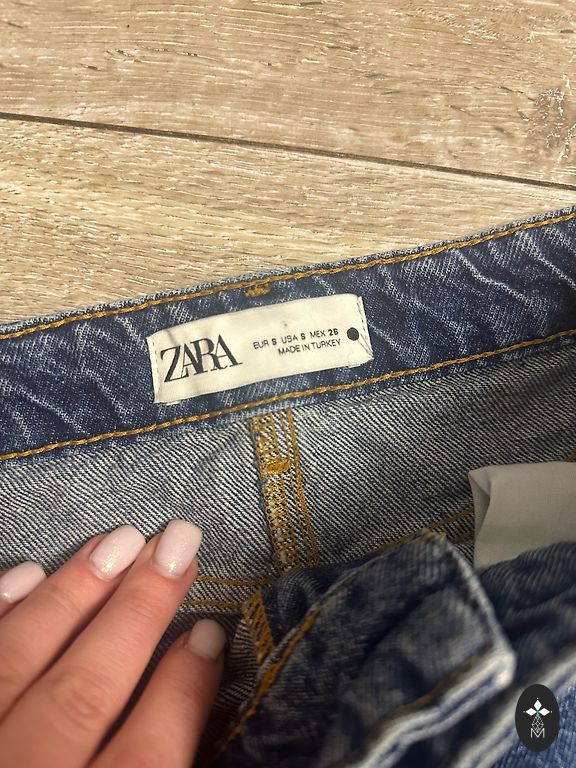 ZARA
EUR S USA S MEX 26
MADE IN TURKEY
M